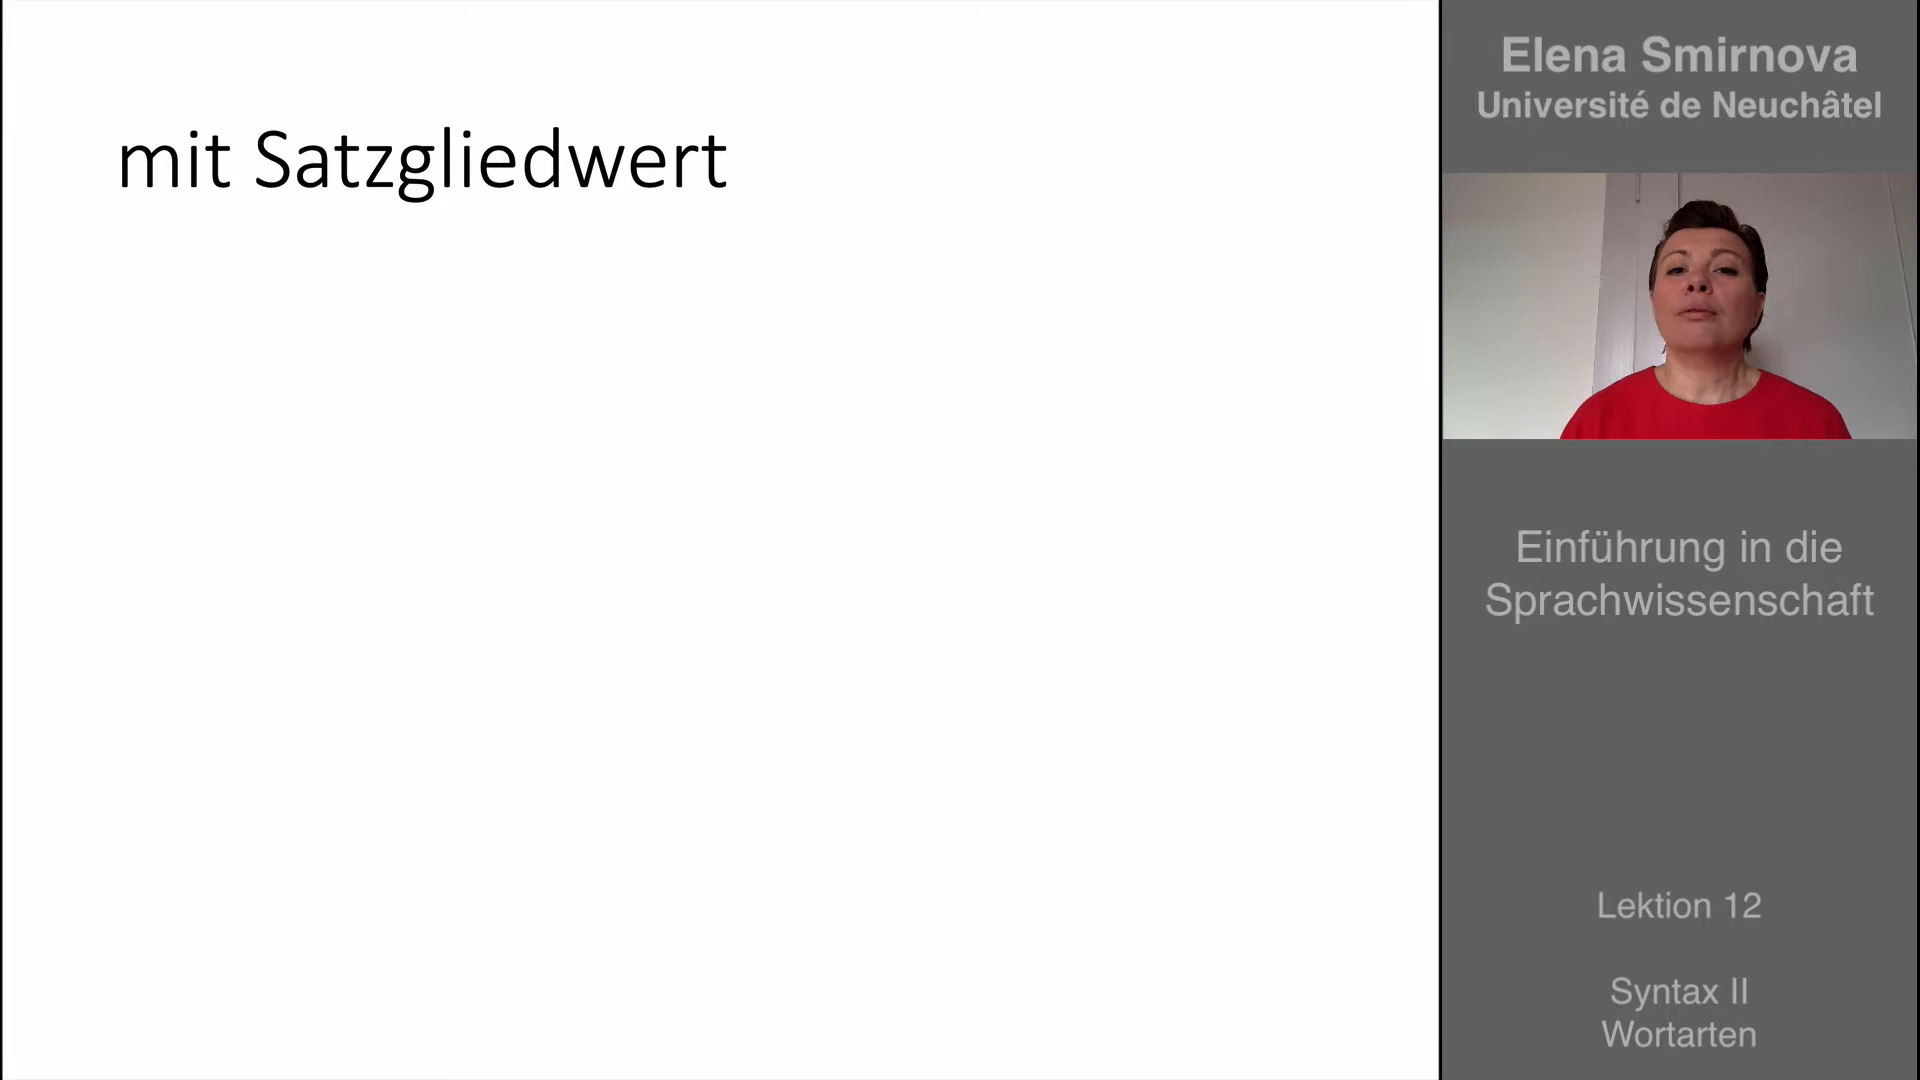 mit Satzgliedwert
Elena Smirnova
Université de Neuchâtel
Einführung in die
Sprachwissenschaft
Lektion 12
Syntax II
Wortarten